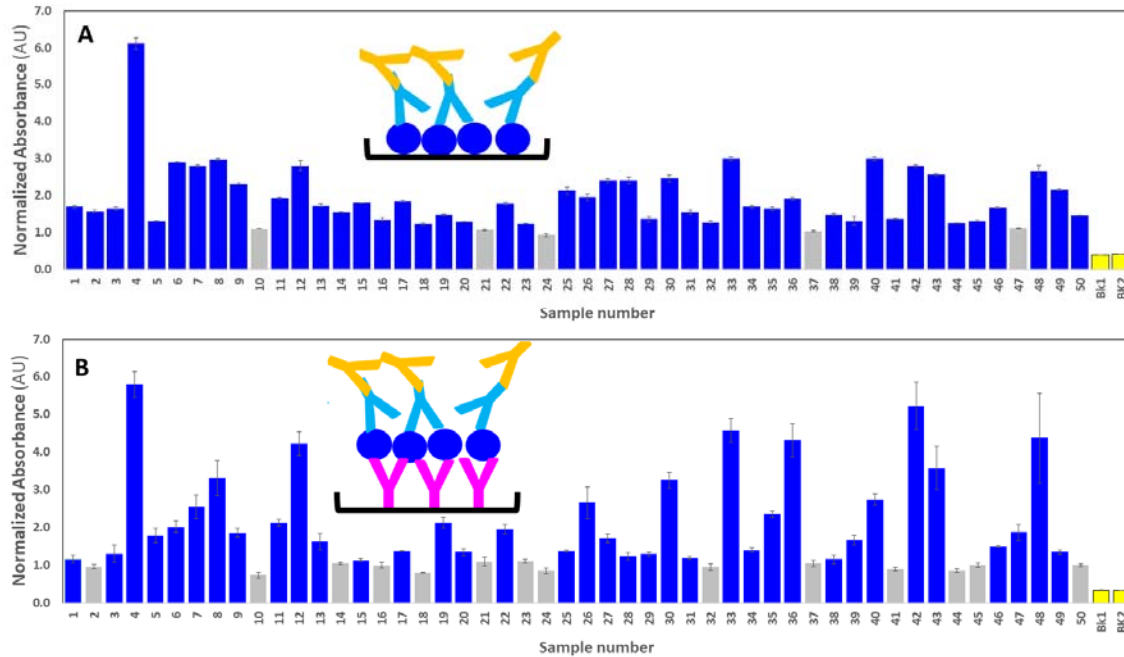 A
Normalized Absorbance (AU)
7.0
6.0
5.0
4.0
3.0
2.0
1.0
0.0
1 2 3 4 5 6 7 8 9 10 11 12 13 14 15 16 17 18 19 20 21 22 23 24 25 26 27 28 29 30 31 32 33 34 35 36 37 38 39 40 41 42 43 44 45 46 47 48 49 50 Bk1 BK2
Sample number
B
Normalized Absorbance (AU)
7.0
6.0
5.0
4.0
3.0
2.0
1.0
0.0
1 2 3 4 5 6 7 8 9 10 11 12 13 14 15 16 17 18 19 20 21 22 23 24 25 26 27 28 29 30 31 32 33 34 35 36 37 38 39 40 41 42 43 44 45 46 47 48 49 50 Bk1 BK2
Sample number